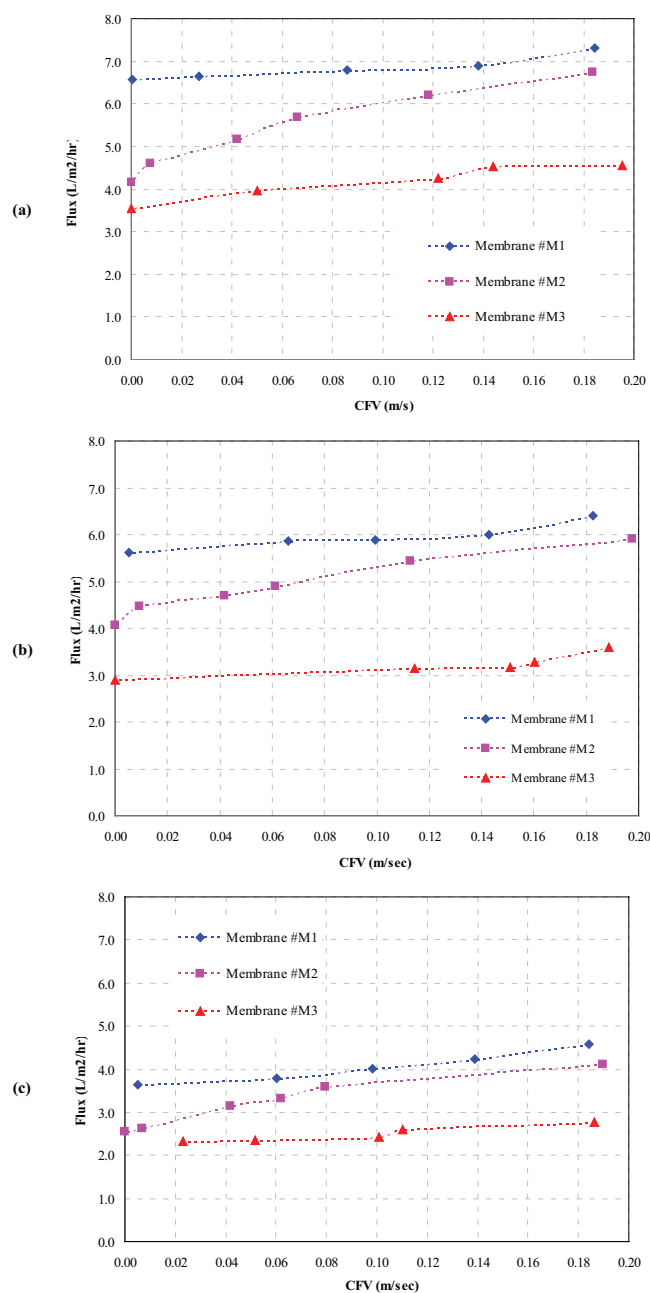 (a)
Flux (L/m2/hr)
8.0
7.0
6.0
5.0
4.0
3.0
2.0
1.0
0.0
Membrane #M1
Membrane #M2
Membrane #M3
0.00 0.02 0.04 0.06 0.08 0.10 0.12 0.14 0.16 0.18 0.20
CFV (m/s)
(b)
Flux (L/m2/hr)
8.0
7.0
6.0
5.0
4.0
3.0
2.0
1.0
0.0
Membrane #M1
Membrane #M2
Membrane #M3
0.00 0.02 0.04 0.06 0.08 0.10 0.12 0.14 0.16 0.18 0.20
CFV (m/sec)
(c)
Flux (L/m2/hr)
8.0
7.0
6.0
5.0
4.0
3.0
2.0
1.0
0.0
Membrane #M1
Membrane #M2
Membrane #M3
0.00 0.02 0.04 0.06 0.08 0.10 0.12 0.14 0.16 0.18 0.20
CFV (m/sec)